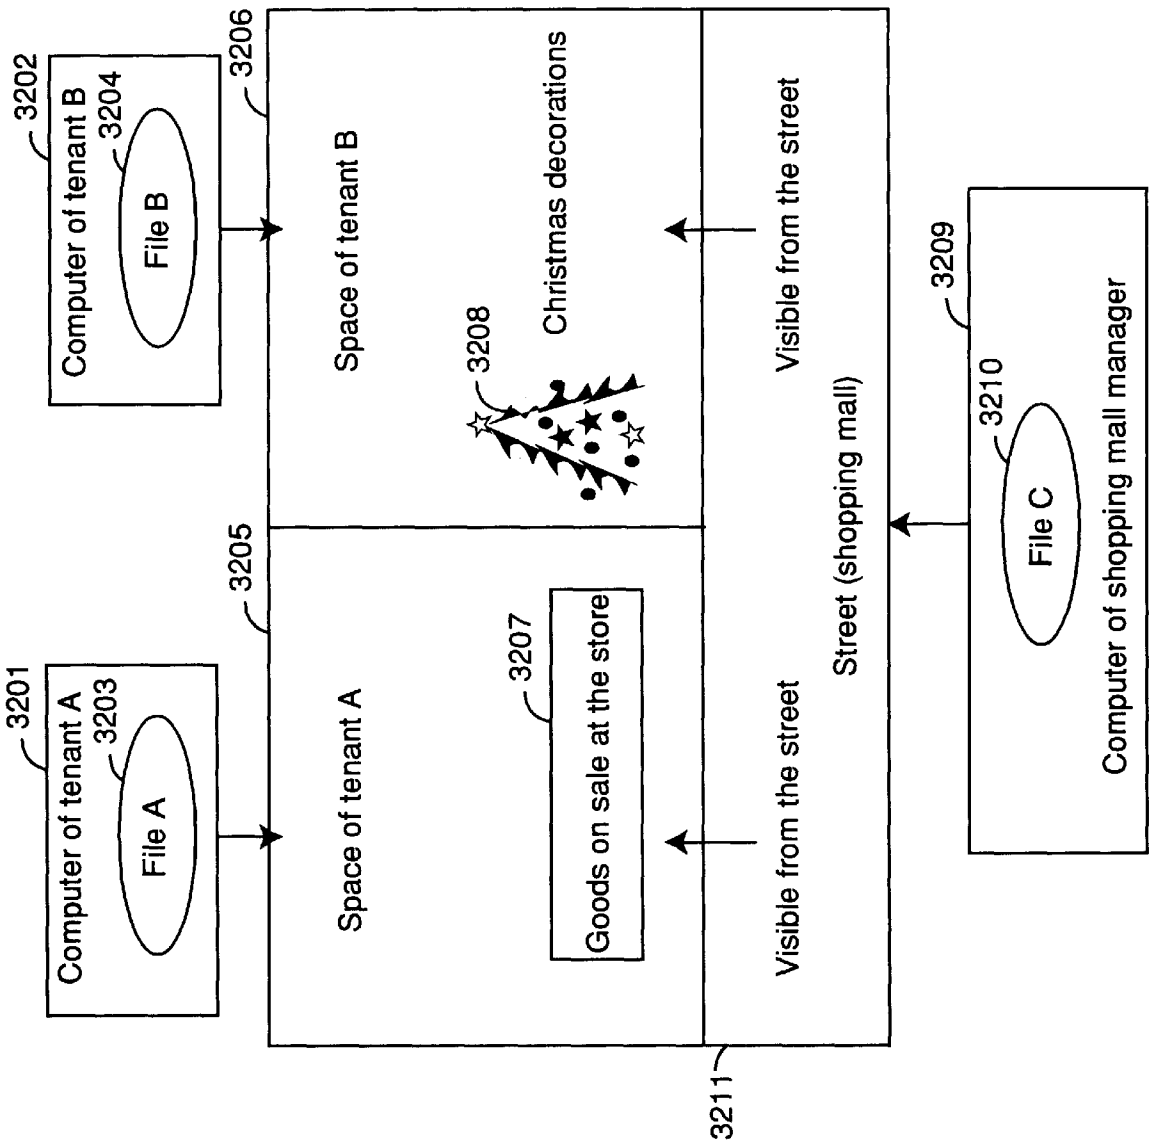 3201
Computer of tenant A
3203
File A
3202
Computer of tenant B
3204
File B
3205
Space of tenant A
3206
Space of tenant B
3207
Goods on sale at the store
3208
Christmas decorations
Visible from the street
Visible from the street
Street (shopping mall)
3211
3209
3210
File C
Computer of shopping mall manager